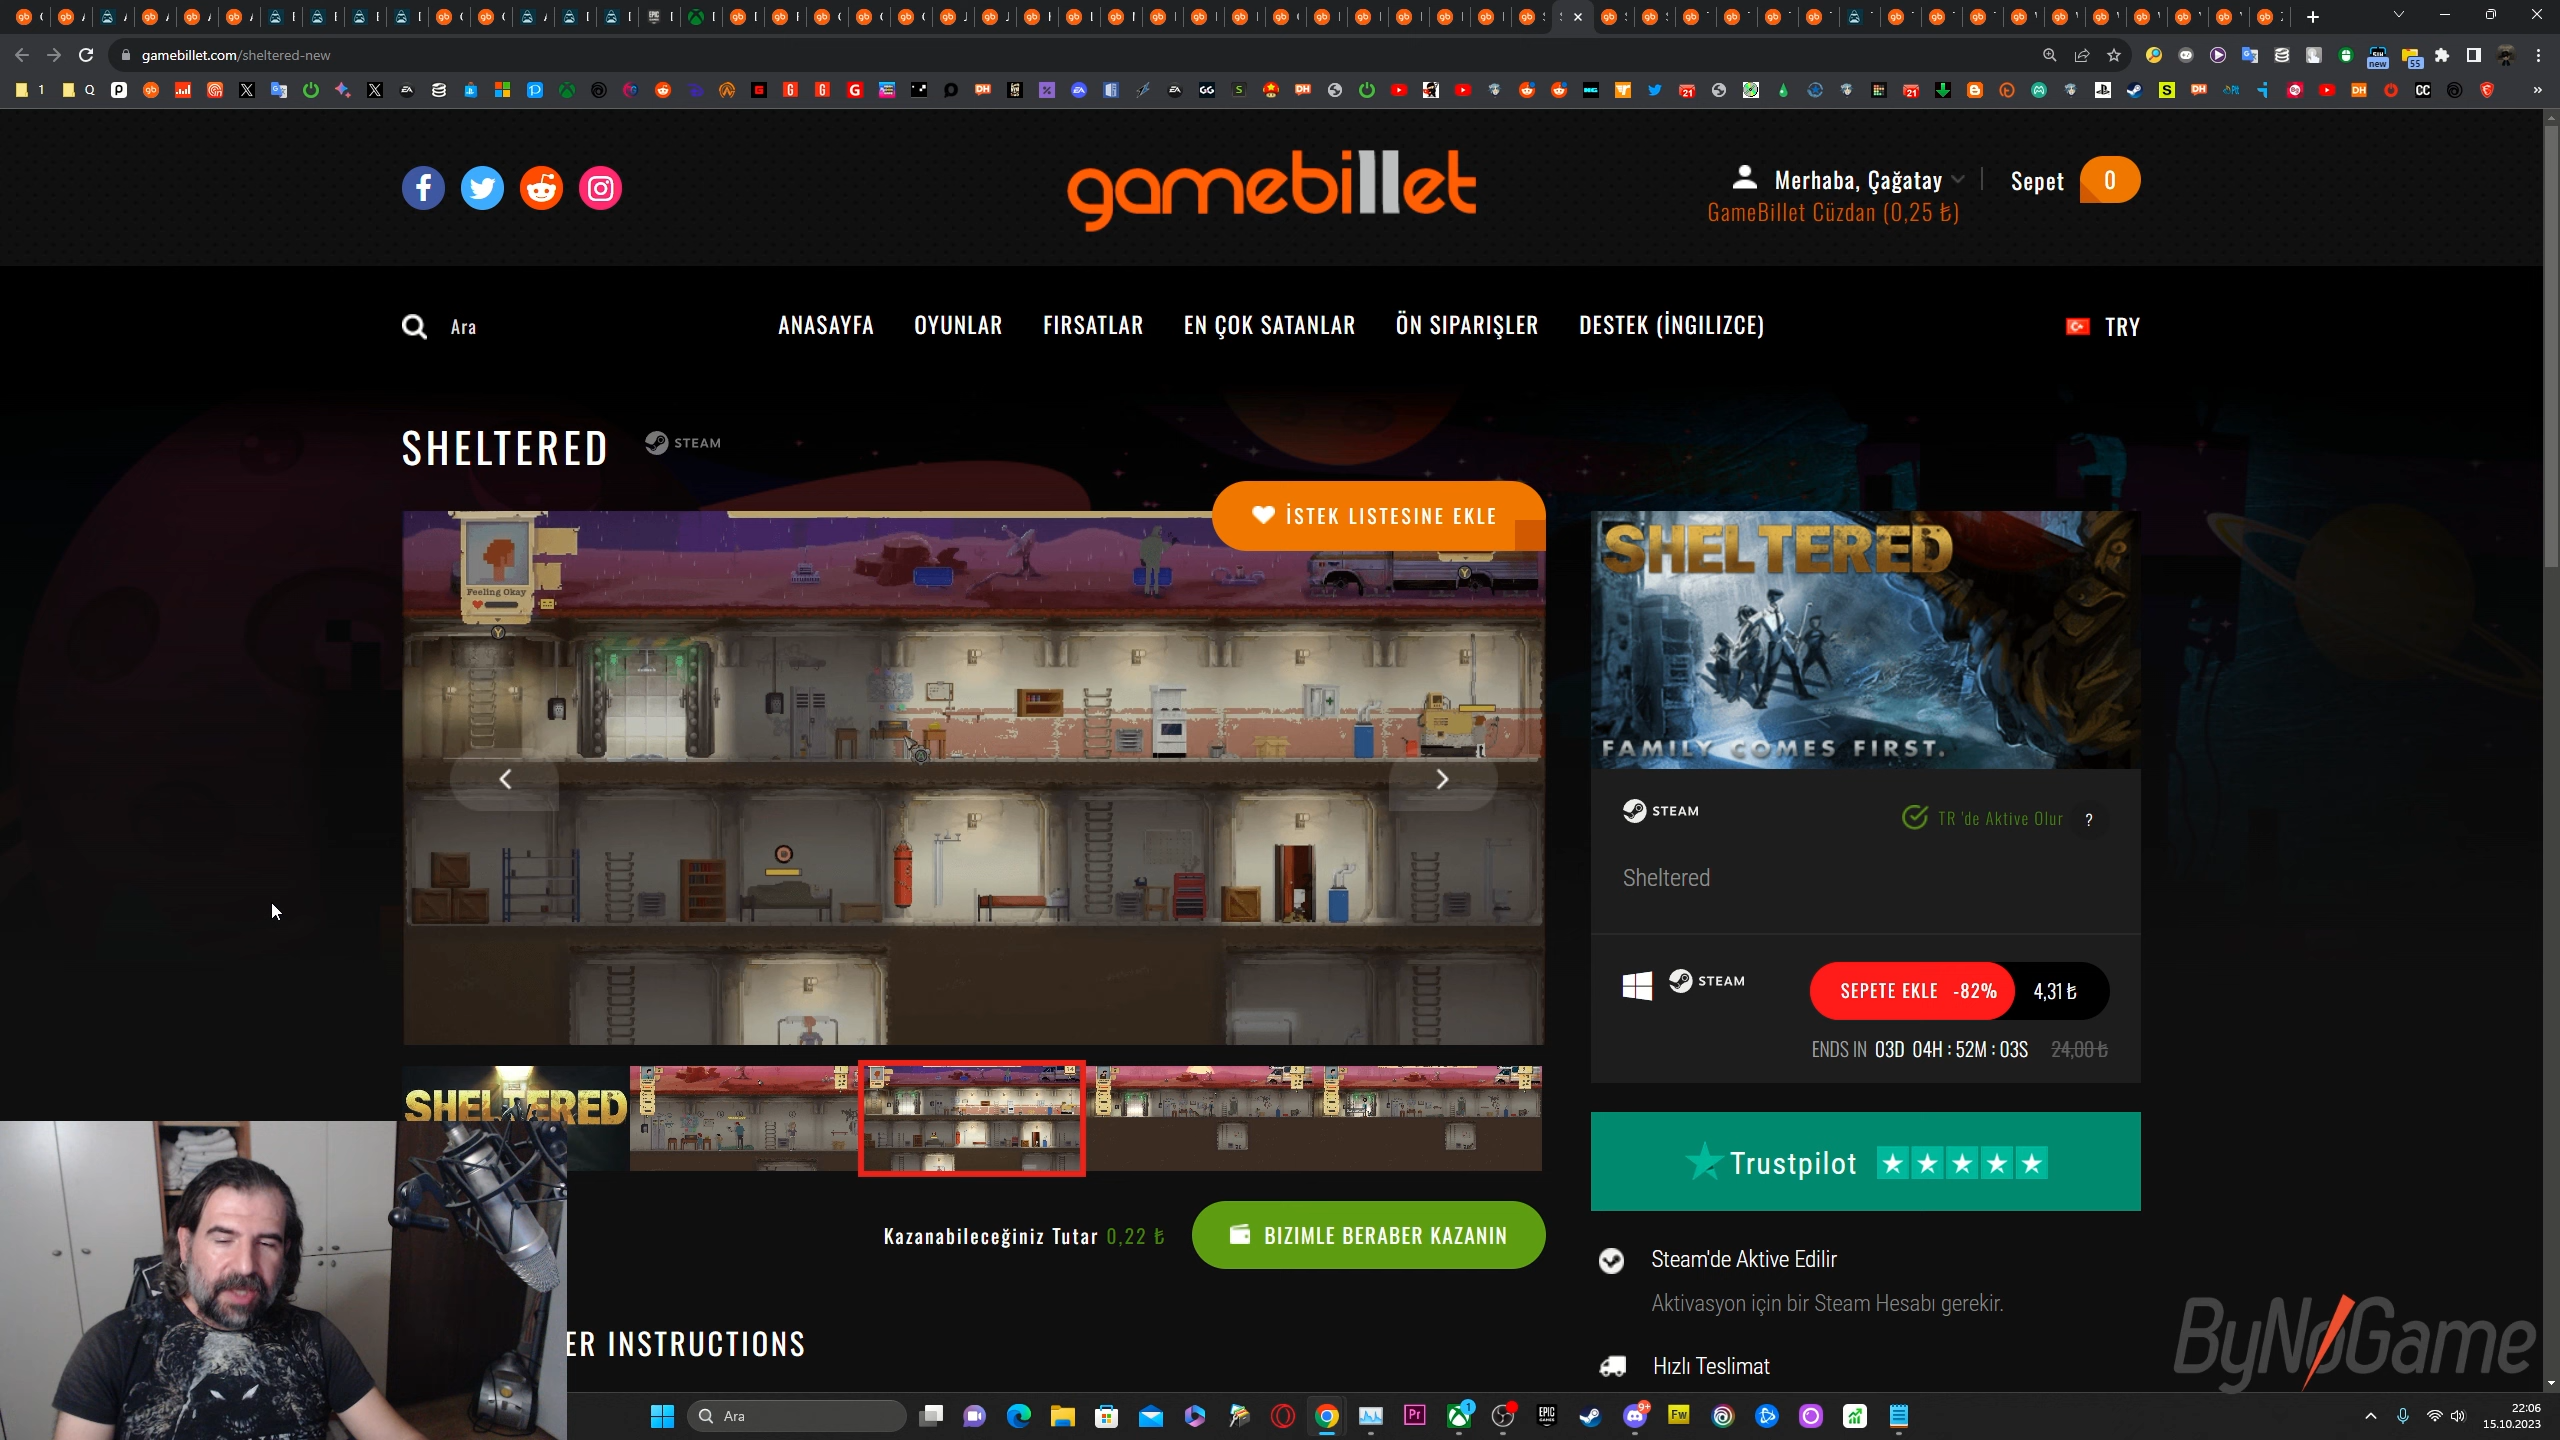 gamebillet.com/sheltered-new
1
Q
new
55
gamebillet
Merhaba, Çağatay
Sepet
0
GameBillet Cüzdan (0,25 ₺)
Ara
ANASAYFA
OYUNLAR
FIRSATLAR
EN ÇOK SATANLAR
ÖN SIPARIŞLER
DESTEK (İNGILIZCE)
TRY
SHELTERED
STEAM
İSTEK LISTESINE EKLE
Feeling Okay
SHELTERED
FAMILY COMES FIRST.
STEAM
TR 'de Aktive Olur
?
Sheltered
STEAM
SEPETE EKLE -82%
4,31 ₺
ENDS IN 03D 04H : 52M : 03S
24,00 ₺
SHELTERED
Trustpilot
Kazanabileceğiniz Tutar 0,22 ₺
BIZIMLE BERABER KAZANIN
Steam'de Aktive Edilir
Aktivasyon için bir Steam Hesabı gerekir.
ER INSTRUCTIONS
Hızlı Teslimat
ByNoGame
Ara
22:06
15.10.2023